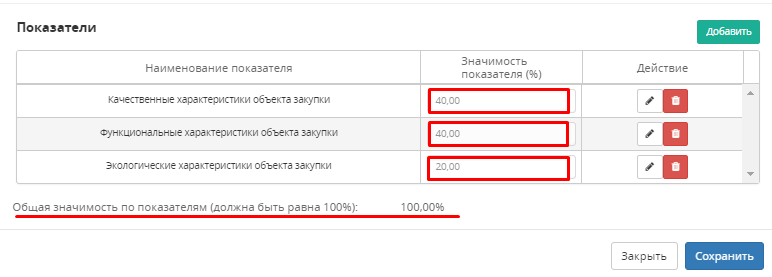 Показатели
Добавить
Наименование показателя
Значимость
показателя (%)
Действие
Качественные характеристики объекта закупки
40,00
Функциональные характеристики объекта закупки
40,00
Экологические характеристики объекта закупки
20,00
Общая значимость по показателям (должна быть равна 100%): 100,00%
Закрыть
Сохранить